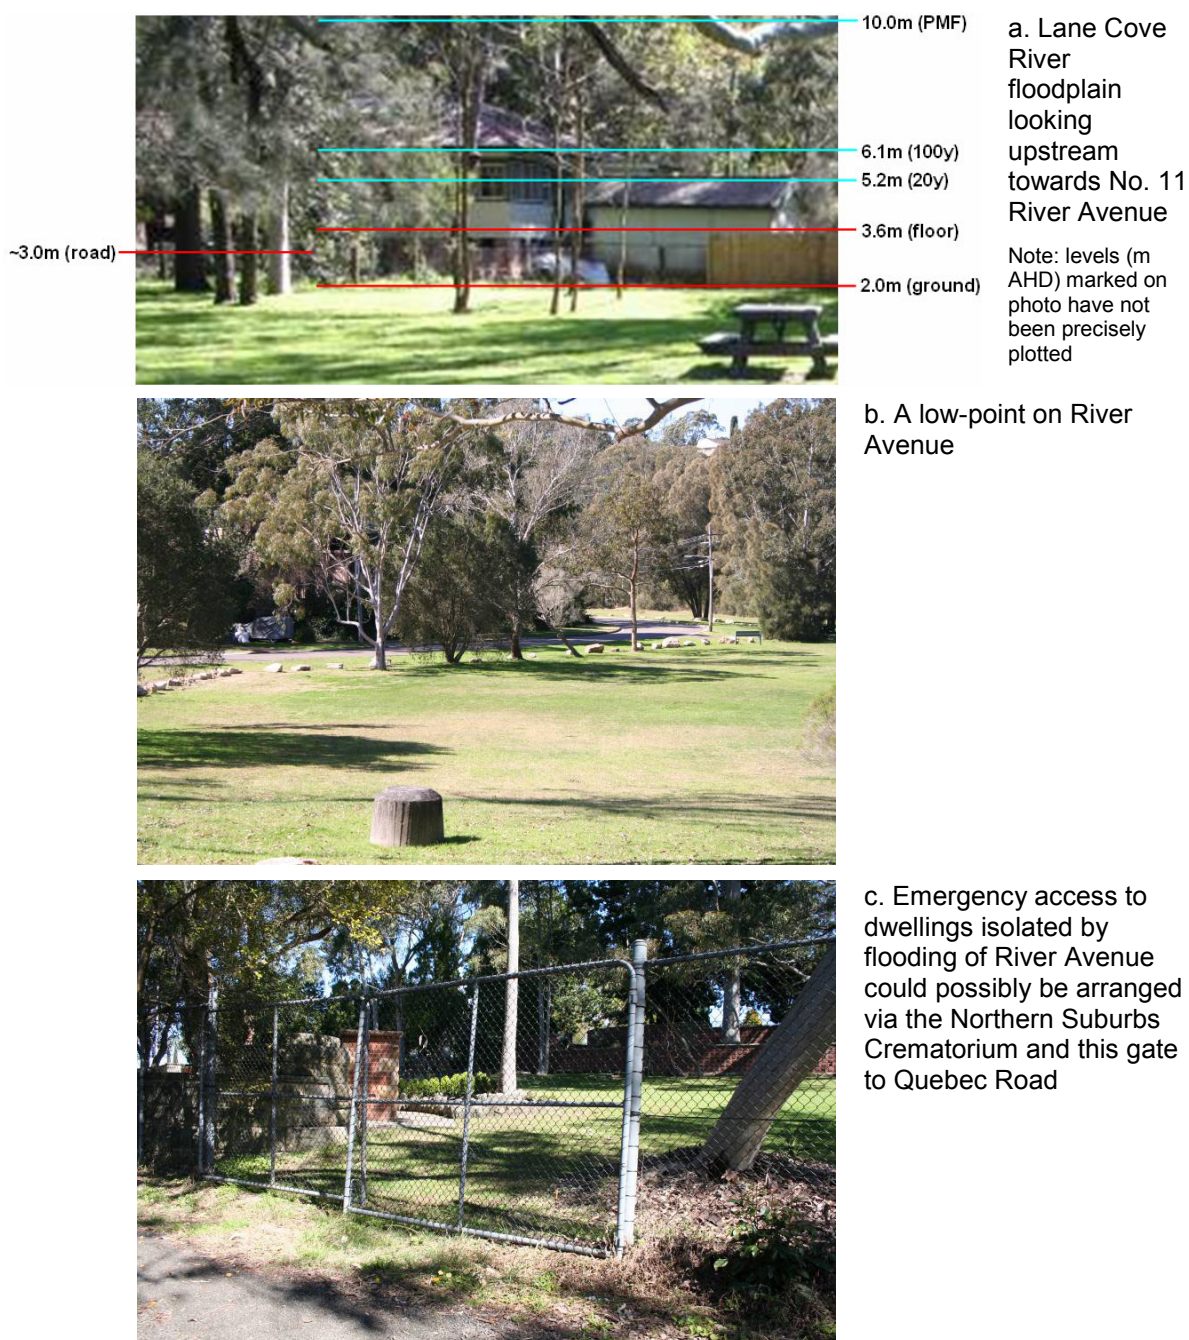 10.0m (PMF)
6.1m (100y)
5.2m (20y)
3.6m (floor)
~3.0m (road)
2.0m (ground)
a. Lane Cove
River
floodplain
looking
upstream
towards No. 11
River Avenue
Note: levels (m
AHD) marked on
photo have not
been precisely
plotted
b. A low-point on River
Avenue
c. Emergency access to
dwellings isolated by
flooding of River Avenue
could possibly be arranged
via the Northern Suburbs
Crematorium and this gate
to Quebec Road